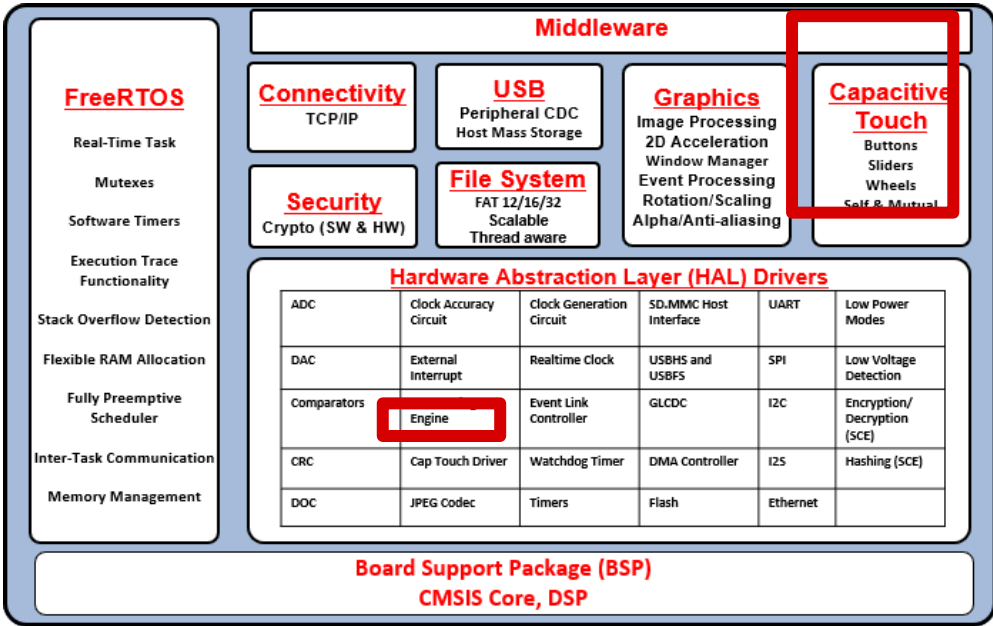 Middleware
FreeRTOS
Real-Time Task
Mutexes
Software Timers
Execution Trace
Functionality
Stack Overflow Detection
Flexible RAM Allocation
Fully Preemptive
Scheduler
Inter-Task Communication
Memory Management
Connectivity
TCP/IP
USB
Peripheral CDC
Host Mass Storage
Graphics
Image Processing
2D Acceleration
Window Manager
Event Processing
Rotation/Scaling
Alpha/Anti-aliasing
Capacitive
Touch
Buttons
Sliders
Wheels
Self & Mutual
Security
Crypto (SW & HW)
File System
FAT 12/16/32
Scalable
Thread aware
Hardware Abstraction Layer (HAL) Drivers
ADC
Clock Accuracy
Circuit
Clock Generation
Circuit
SD.MMC Host
Interface
UART
Low Power
Modes
DAC
External
Interrupt
Realtime Clock
USBHS and
USBFS
SPI
Low Voltage
Detection
Comparators
Engine
Event Link
Controller
GLCDC
I2C
Encryption/
Decryption
(SCE)
CRC
Cap Touch Driver
Watchdog Timer
DMA Controller
I2S
Hashing (SCE)
DOC
JPEG Codec
Timers
Flash
Ethernet
Board Support Package (BSP)
CMSIS Core, DSP